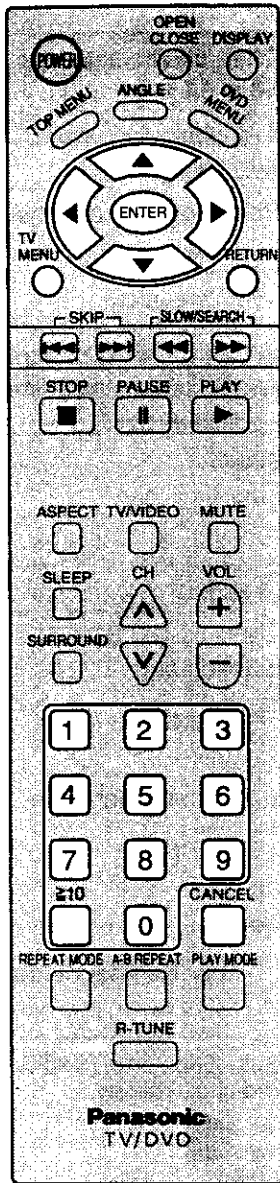 OPEN
CLOSE DISPLAY
POWER
TOP MENU ANGLE DVD MENU
ENTER
TV
MENU RETURN
SKIP SLOW/SEARCH
STOP PAUSE PLAY
ASPECT TV/VIDEO MUTE
SLEEP CH VOL
+
SURROUND −
1 2 3
4 5 6
7 8 9
≧10 0 CANCEL
REPEAT MODE A-B REPEAT PLAY MODE
R-TUNE
Panasonic
TV/DVD